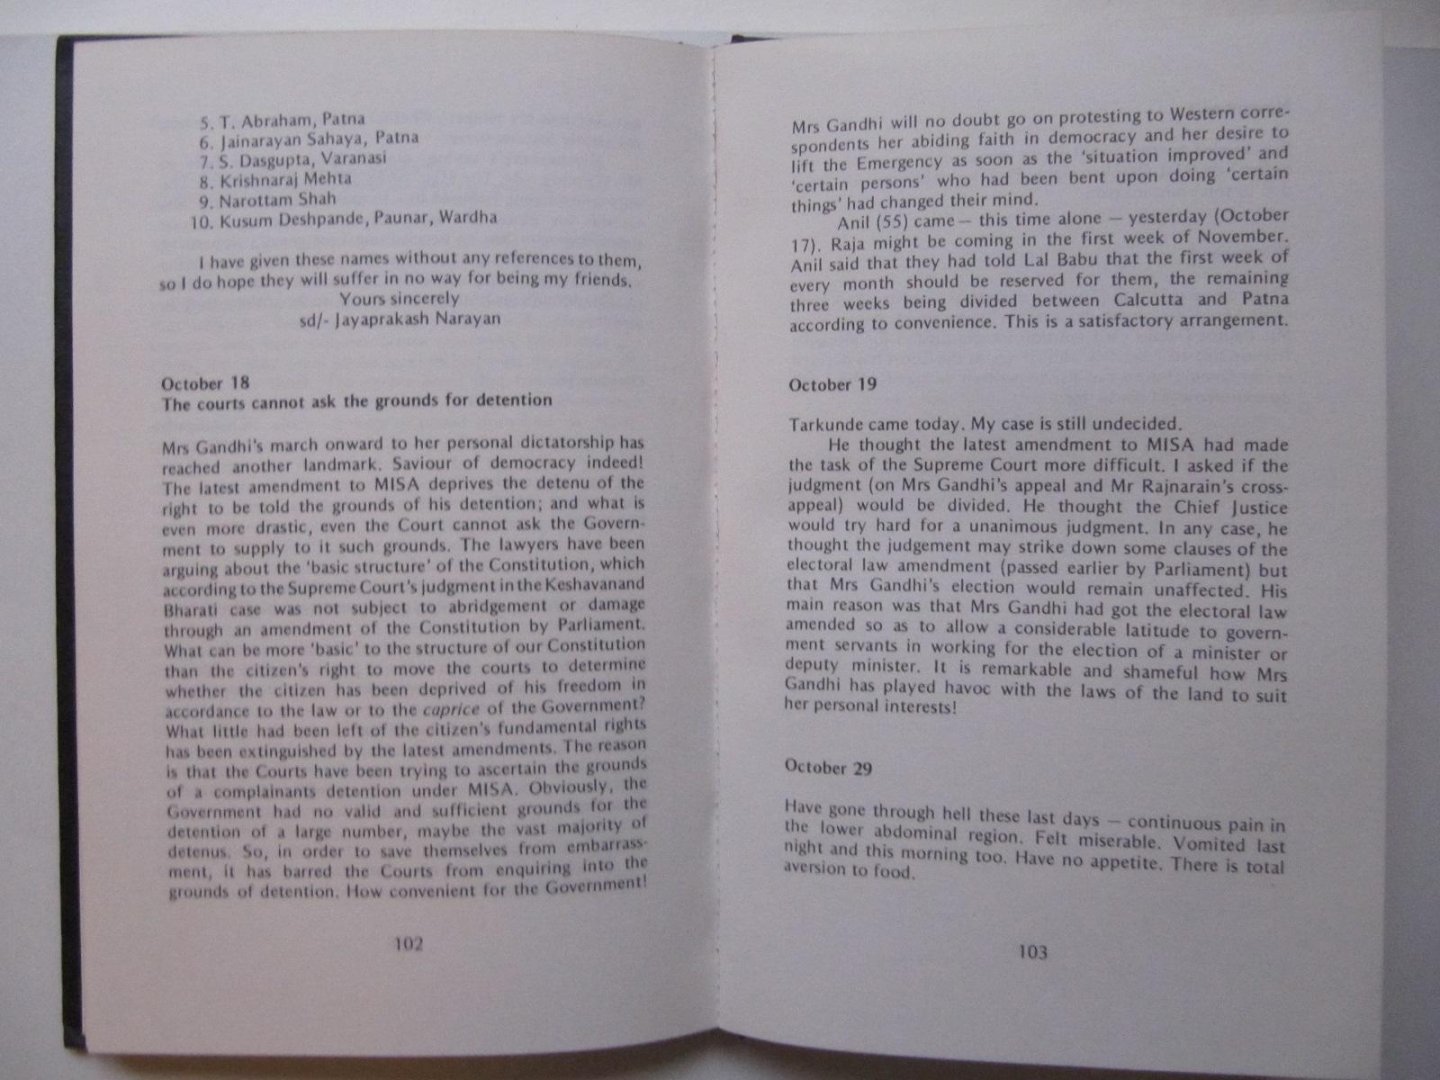 5. T. Abraham, Patna
6. Jainarayan Sahaya, Patna
7. S. Dasgupta, Varanasi
8. Krishnaraj Mehta
9. Narottam Shah
10. Kusum Deshpande, Paunar, Wardha
I have given these names without any references to them,
so I do hope they will suffer in no way for being my friends.
Yours sincerely
sd/- Jayaprakash Narayan
October 18
The courts cannot ask the grounds for detention
Mrs Gandhi's march onward to her personal dictatorship has
reached another landmark. Saviour of democracy indeed!
The latest amendment to MISA deprives the detenu of the
right to be told the grounds of his detention; and what is
even more drastic, even the Court cannot ask the Govern-
ment to supply to it such grounds. The lawyers have been
arguing about the 'basic structure' of the Constitution, which
according to the Supreme Court's judgment in the Keshavanand
Bharati case was not subject to abridgement or damage
through an amendment of the Constitution by Parliament.
What can be more 'basic' to the structure of our Constitution
than the citizen's right to move the courts to determine
whether the citizen has been deprived of his freedom in
accordance to the law or to the caprice of the Government?
What little had been left of the citizen's fundamental rights
has been extinguished by the latest amendments. The reason
is that the Courts have been trying to ascertain the grounds
of a complainants detention under MISA. Obviously, the
Government had no valid and sufficient grounds for the
detention of a large number, maybe the vast majority of
detenus. So, in order to save themselves from embarrass-
ment, it has barred the Courts from enquiring into the
grounds of detention. How convenient for the Government!
102
Mrs Gandhi will no doubt go on protesting to Western corre-
spondents her abiding faith in democracy and her desire to
lift the Emergency as soon as the 'situation improved' and
'certain persons' who had been bent upon doing 'certain
things' had changed their mind.
Anil (55) came — this time alone — yesterday (October
17). Raja might be coming in the first week of November.
Anil said that they had told Lal Babu that the first week of
every month should be reserved for them, the remaining
three weeks being divided between Calcutta and Patna
according to convenience. This is a satisfactory arrangement.
October 19
Tarkunde came today. My case is still undecided.
He thought the latest amendment to MISA had made
the task of the Supreme Court more difficult. I asked if the
judgment (on Mrs Gandhi's appeal and Mr Rajnarain's cross-
appeal) would be divided. He thought the Chief Justice
would try hard for a unanimous judgment. In any case, he
thought the judgement may strike down some clauses of the
electoral law amendment (passed earlier by Parliament) but
that Mrs Gandhi's election would remain unaffected. His
main reason was that Mrs Gandhi had got the electoral law
amended so as to allow a considerable latitude to govern-
ment servants in working for the election of a minister or
deputy minister. It is remarkable and shameful how Mrs
Gandhi has played havoc with the laws of the land to suit
her personal interests!
October 29
Have gone through hell these last days — continuous pain in
the lower abdominal region. Felt miserable. Vomited last
night and this morning too. Have no appetite. There is total
aversion to food.
103